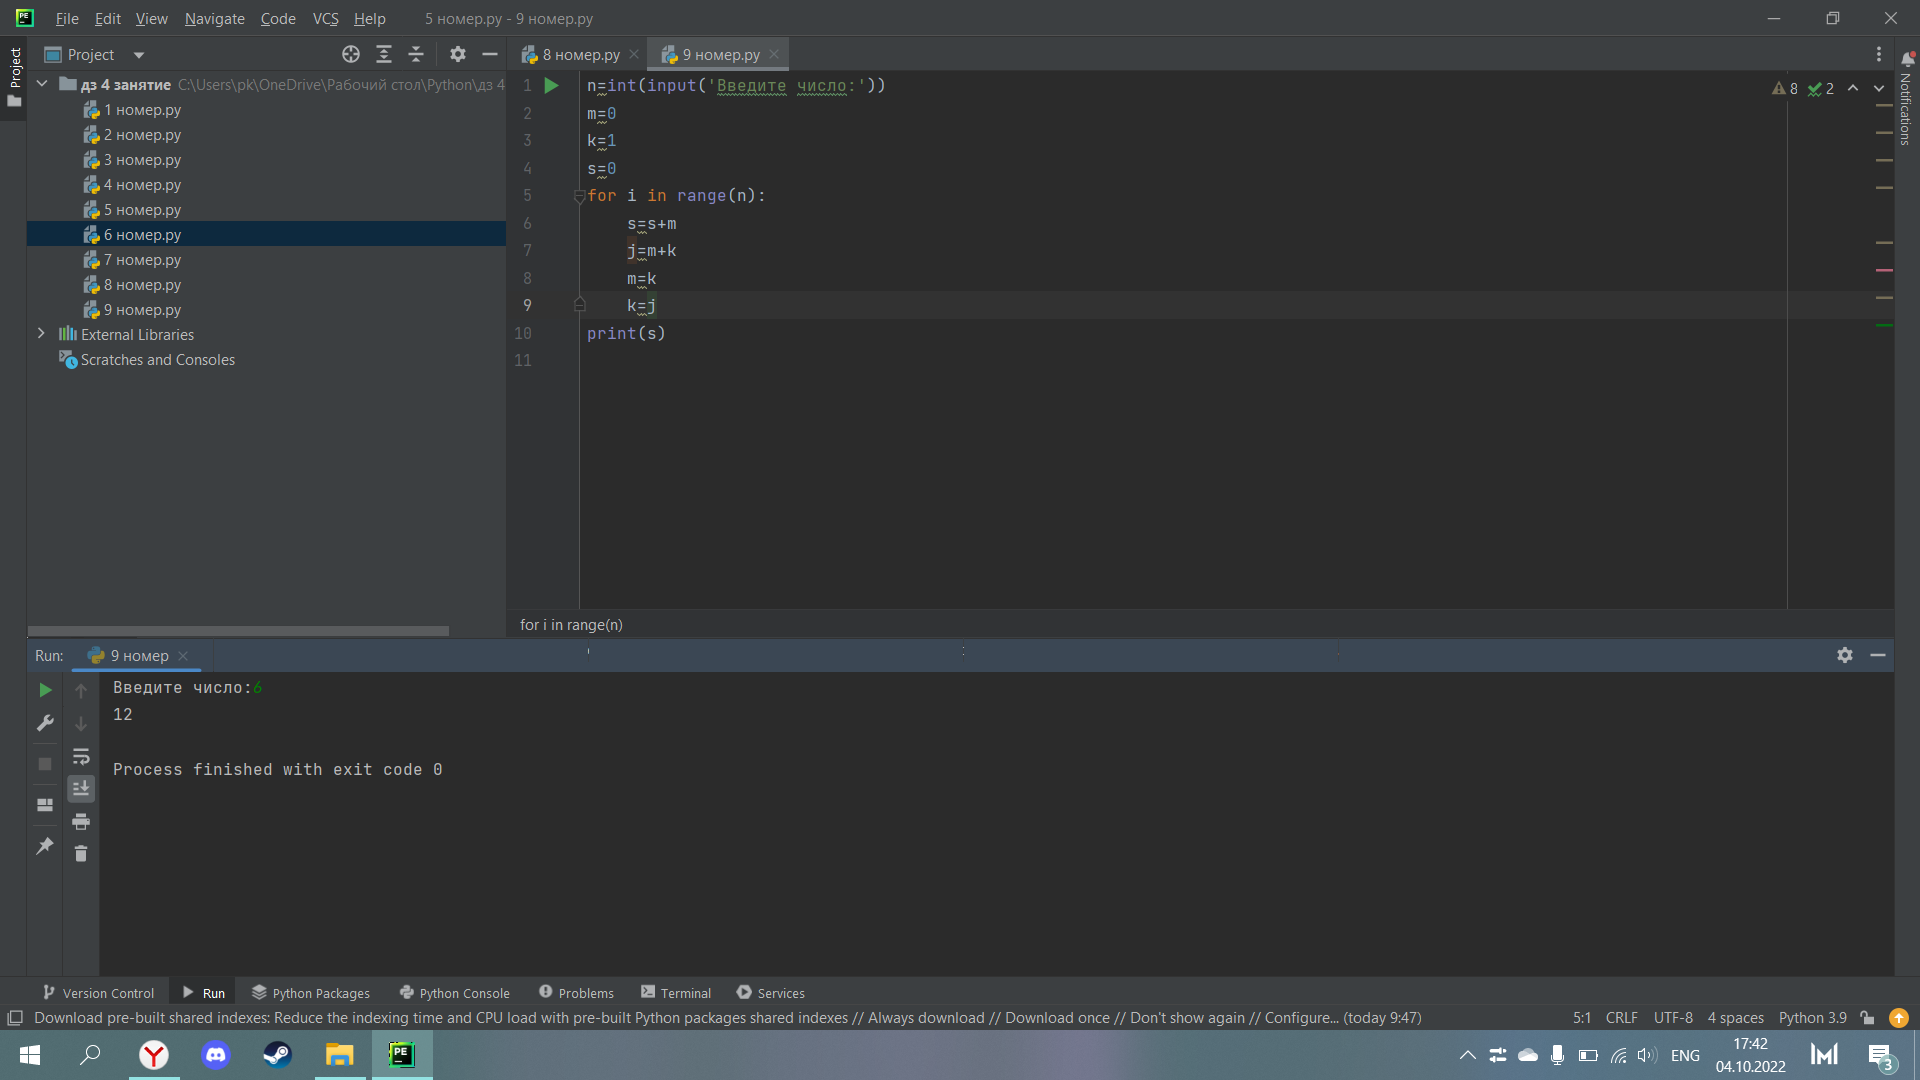 File Edit View Navigate Code VCS Help 5 номер.py - 9 номер.py
Project
Project
8 номер.py
9 номер.py
дз 4 занятие C:\Users\pk\OneDrive\Рабочий стол\Python\дз 4
1 номер.py
2 номер.py
3 номер.py
4 номер.py
5 номер.py
6 номер.py
7 номер.py
8 номер.py
9 номер.py
External Libraries
Scratches and Consoles
1 n=int(input('Введите число:'))
2 m=0
3 k=1
4 s=0
5 for i in range(n):
6 s=s+m
7 j=m+k
8 m=k
9 k=j
10 print(s)
11
8 2
Notifications
for i in range(n)
Run: 9 номер
Введите число:6
12
Process finished with exit code 0
Version Control Run Python Packages Python Console Problems Terminal Services
Download pre-built shared indexes: Reduce the indexing time and CPU load with pre-built Python packages shared indexes // Always download // Download once // Don't show again // Configure... (today 9:47) 5:1 CRLF UTF-8 4 spaces Python 3.9
PE
ENG
17:42
04.10.2022
3